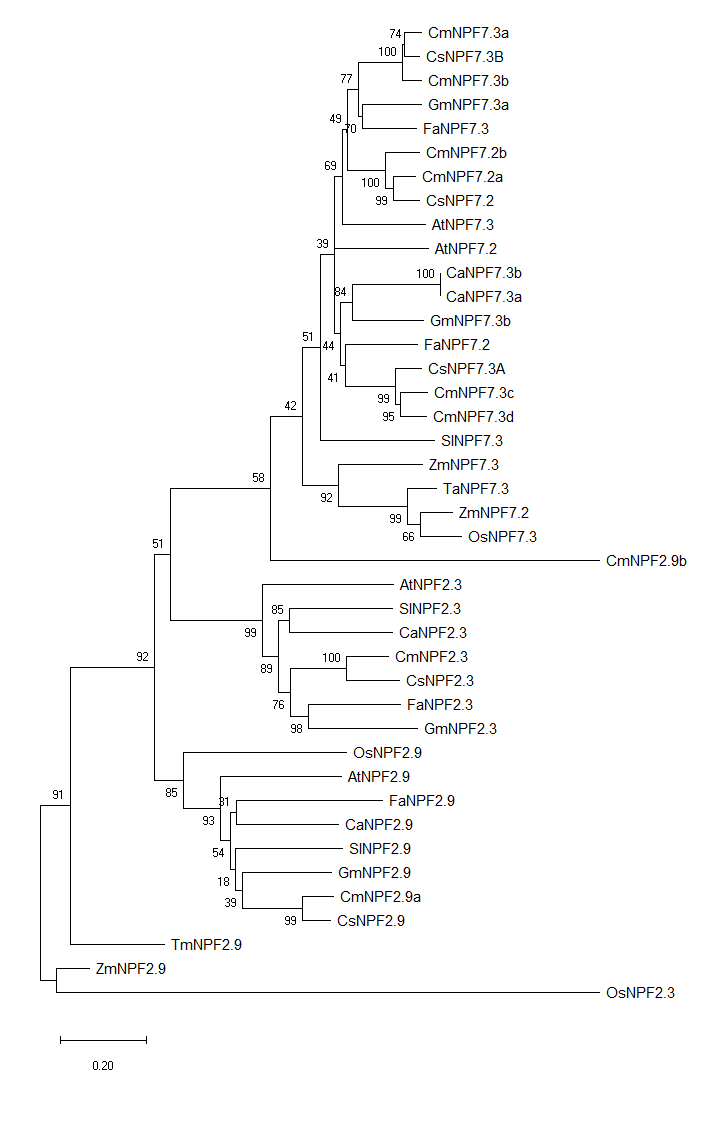 74
CmNPF7.3a
100
CsNPF7.3B
77
CmNPF7.3b
GmNPF7.3a
49
70
FaNPF7.3
CmNPF7.2b
69
CmNPF7.2a
100
99
CsNPF7.2
AtNPF7.3
39
AtNPF7.2
100
CaNPF7.3b
84
CaNPF7.3a
GmNPF7.3b
51
44
FaNPF7.2
41
CsNPF7.3A
99
CmNPF7.3c
42
95
CmNPF7.3d
SlNPF7.3
ZmNPF7.3
58
92
TaNPF7.3
99
ZmNPF7.2
66
OsNPF7.3
51
CmNPF2.9b
AtNPF2.3
85
SlNPF2.3
99
CaNPF2.3
92
100
CmNPF2.3
89
CsNPF2.3
76
FaNPF2.3
98
GmNPF2.3
OsNPF2.9
85
AtNPF2.9
91
31
FaNPF2.9
93
CaNPF2.9
54
SlNPF2.9
18
GmNPF2.9
39
CmNPF2.9a
99
CsNPF2.9
TmNPF2.9
ZmNPF2.9
OsNPF2.3
0.20